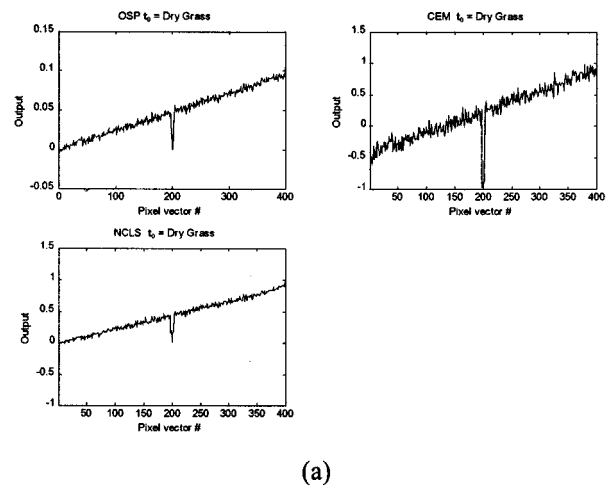 OSP t₀ = Dry Grass
0.15
0.1
0.05
0
0.05
Output
0 100 200 300 400
Pixel vector #
CEM t₀ = Dry Grass
1.5
1
0.5
0
-0.5
-1
Output
50 100 150 200 250 300 350 400
Pixel vector #
NCLS t₀ = Dry Grass
1.5
1
0.5
0
-0.5
-1
Output
50 100 150 200 250 300 350 400
Pixel vector #
(a)